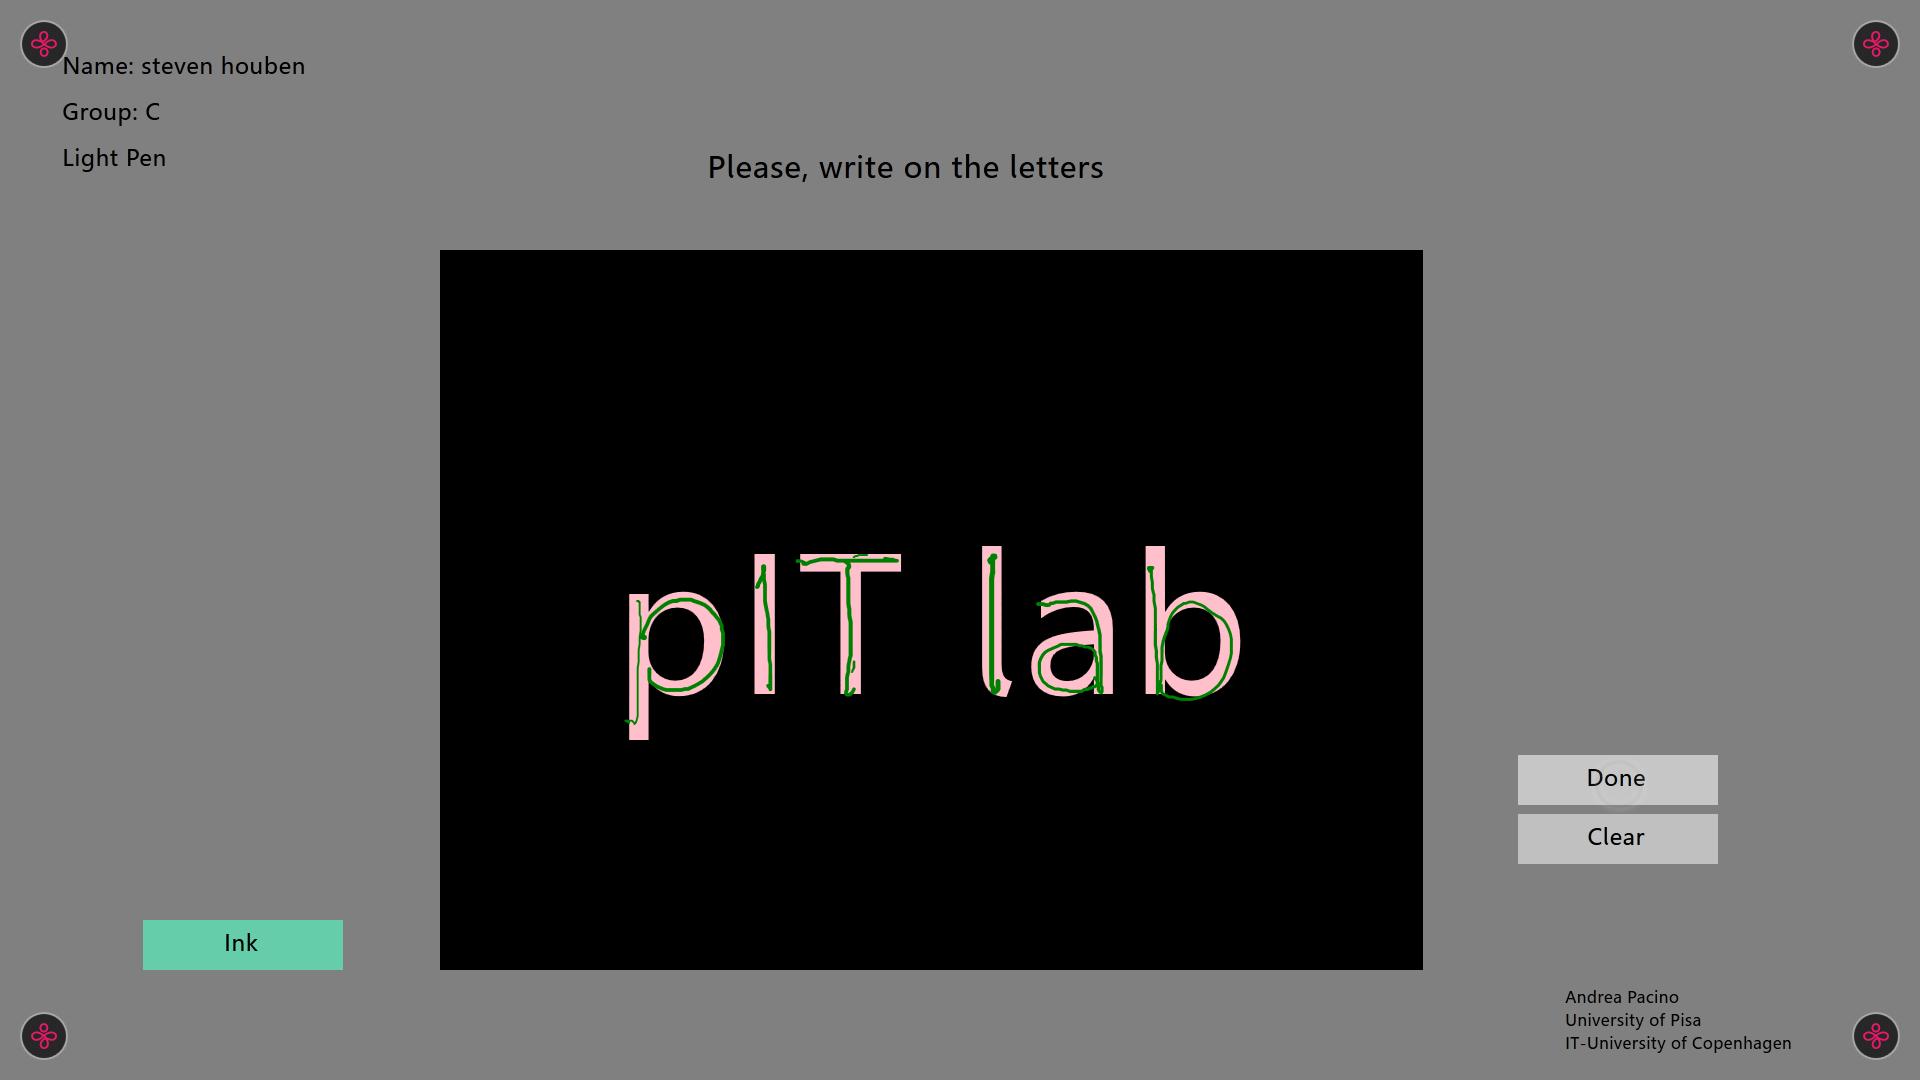 Name: steven houben
Group: C
Light Pen
Please, write on the letters
pIT lab
Done
Clear
Ink
Andrea Pacino
University of Pisa
IT-University of Copenhagen